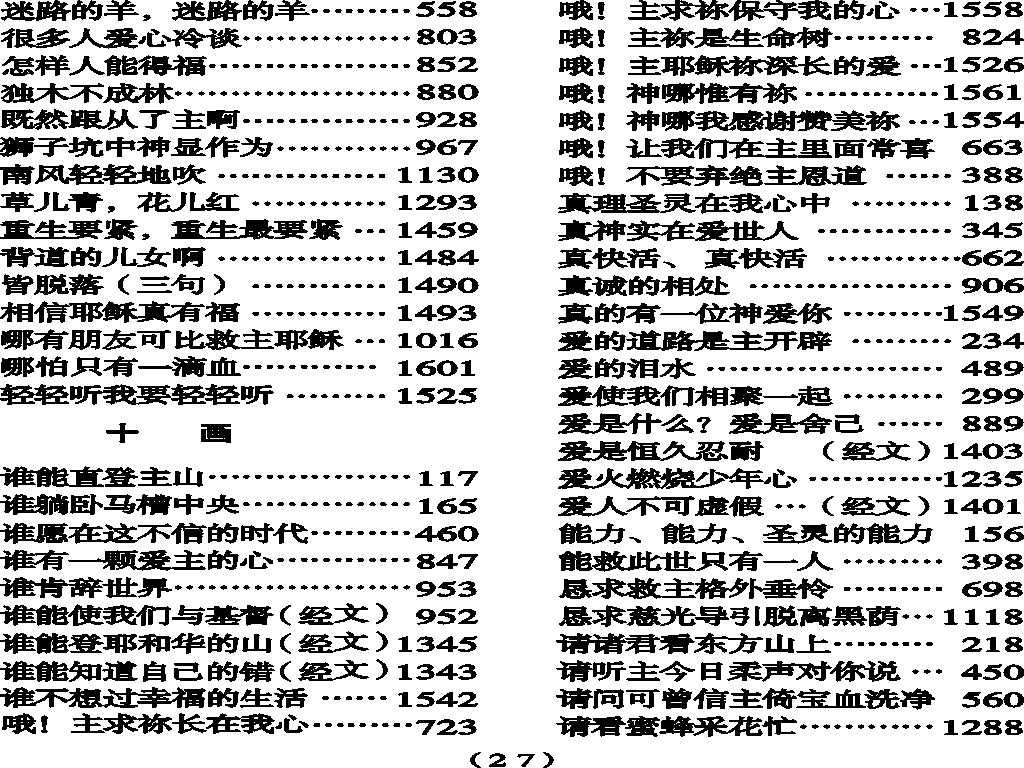 迷路的羊，迷路的羊………558
很多人爱心冷淡……………803
怎样人能得福………………852
独木不成林…………………880
既然跟从了主啊……………928
狮子坑中神显作为…………967
南风轻轻地吹 ……………1130
草儿青，花儿红 …………1293
重生要紧，重生最要紧 …1459
背道的儿女啊 ……………1484
皆脱落（三句） …………1490
相信耶稣真有福 …………1493
哪有朋友可比救主耶稣 …1016
哪怕只有一滴血…………1601
轻轻听我要轻轻听 ………1525
十 画
谁能直登主山………………117
谁躺卧马槽中央……………165
谁愿在这不信的时代………460
谁有一颗爱主的心…………847
谁肯辞世界…………………953
谁能使我们与基督（经文） 952
谁能登耶和华的山（经文）1345
谁能知道自己的错（经文）1343
谁不想过幸福的生活 ……1542
哦！主求祢长在我心………723
哦！主求祢保守我的心 …1558
哦！主祢是生命树……… 824
哦！主耶稣祢深长的爱 …1526
哦！神哪惟有祢 …………1561
哦！神哪我感谢赞美祢 …1554
哦！让我们在主里面常喜 663
哦！不要弃绝主恩道 …… 388
真理圣灵在我心中 ……… 138
真神实在爱世人 ………… 345
真快活、真快活 …………662
真诚的相处 ……………… 906
真的有一位神爱你 ………1549
爱的道路是主开辟 ……… 234
爱的泪水 ………………… 489
爱使我们相聚一起 ……… 299
爱是什么？爱是舍己 …… 889
爱是恒久忍耐 （经文）1403
爱火燃烧少年心 …………1235
爱人不可虚假 …（经文）1401
能力、能力、圣灵的能力 156
能救此世只有一人 ……… 398
恳求救主格外垂怜 ……… 698
恳求慈光导引脱离黑荫…1118
请诸君看东方山上……… 218
请听主今日柔声对你说 … 450
请问可曾信主倚宝血洗净 560
请看蜜蜂采花忙…………1288
（27）